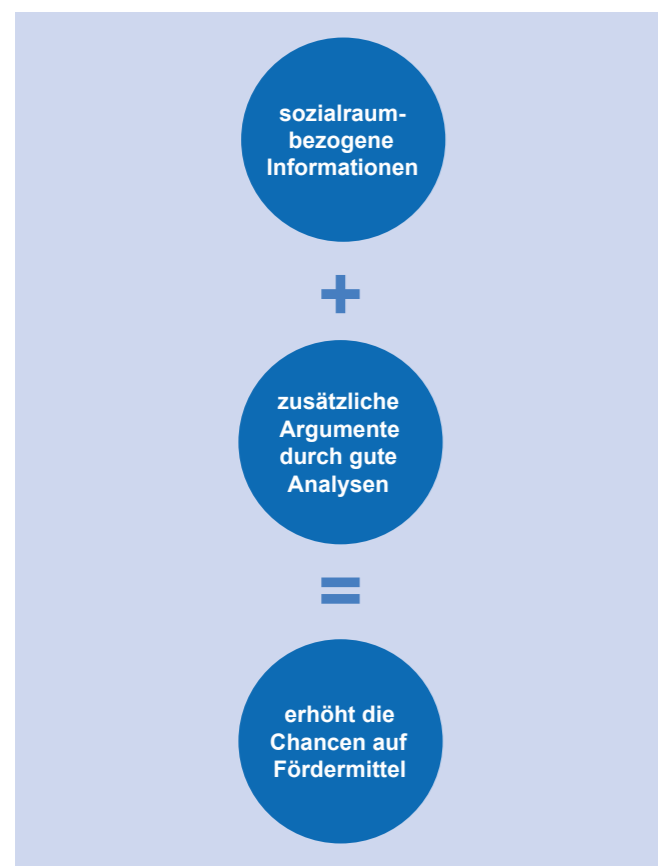 sozialraum-
bezogene
Informationen
+
zusätzliche
Argumente
durch gute
Analysen
=
erhöht die
Chancen auf
Fördermittel